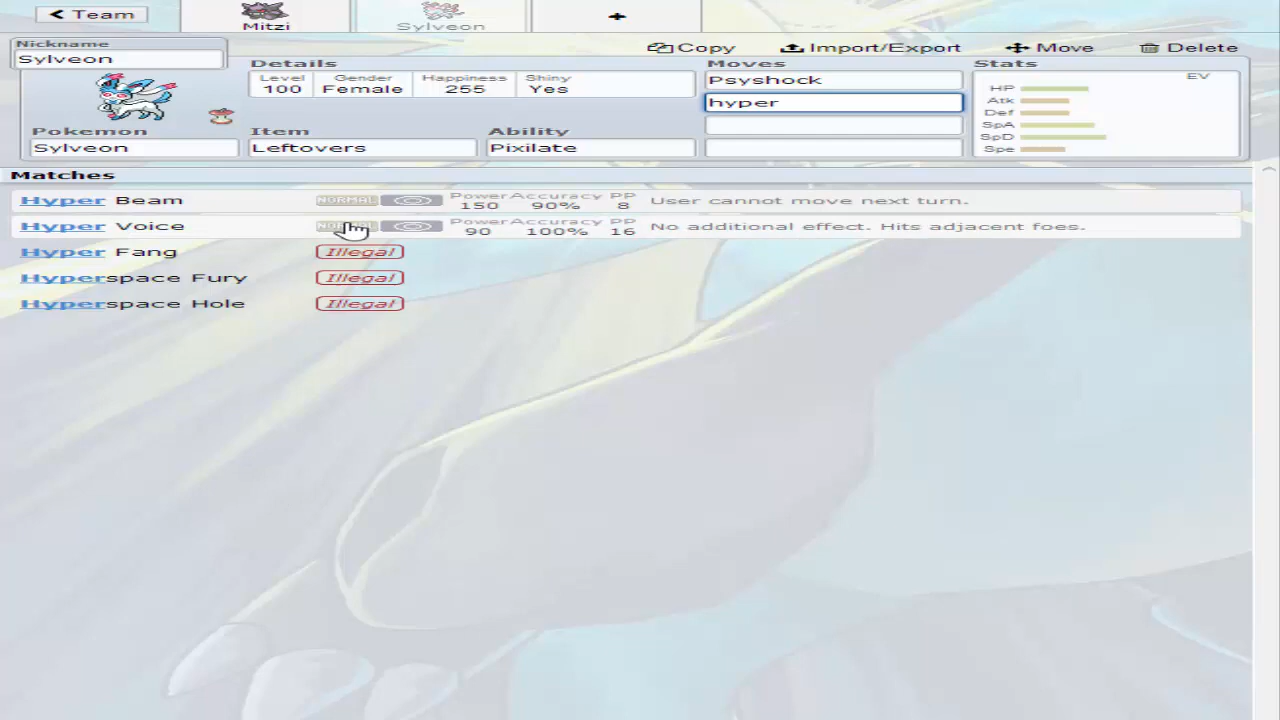 < Team
Mitzi
Sylveon
+
Nickname
Sylveon
Copy
Import/Export
Move
Delete
Details
Level Gender Happiness Shiny
100 Female 255 Yes
Moves
Psyshock
hyper
Stats
EV
HP
Atk
Def
SpA
SpD
Spe
Pokemon
Sylveon
Item
Leftovers
Ability
Pixilate
Matches
Hyper Beam NORMAL Power 150 Accuracy 90% PP 8 User cannot move next turn.
Hyper Voice Power 90 Accuracy 100% PP 16 No additional effect. Hits adjacent foes.
Hyper Fang Illegal
Hyperspace Fury Illegal
Hyperspace Hole Illegal